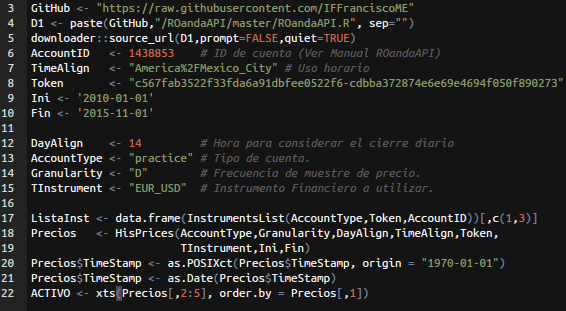 3 GitHub <- "https://raw.githubusercontent.com/IFFranciscoME"
4 D1 <- paste(GitHub,"/ROandaAPI/master/ROandaAPI.R", sep="")
5 downloader::source_url(D1,prompt=FALSE,quiet=TRUE)
6 AccountID <- 1438853 # ID de cuenta (Ver Manual ROandaAPI)
7 TimeAlign <- "America%2FMexico_City" # Uso horario
8 Token <- "c567fab3522f33fda6a91dbfee0522f6-cdbba372874e6e69e4694f050f890273"
9 Ini <- '2010-01-01'
10 Fin <- '2015-11-01'
11
12 DayAlign <- 14 # Hora para considerar el cierre diario
13 AccountType <- "practice" # Tipo de cuenta.
14 Granularity <- "D" # Frecuencia de muestre de precio.
15 TInstrument <- "EUR_USD" # Instrumento Financiero a utilizar.
16
17 ListaInst <- data.frame(InstrumentsList(AccountType,Token,AccountID))[,c(1,3)]
18 Precios <- HisPrices(AccountType,Granularity,DayAlign,TimeAlign,Token,
19 TInstrument,Ini,Fin)
20 Precios$TimeStamp <- as.POSIXct(Precios$TimeStamp, origin = "1970-01-01")
21 Precios$TimeStamp <- as.Date(Precios$TimeStamp)
22 ACTIVO <- xts(Precios[,2:5], order.by = Precios[,1])